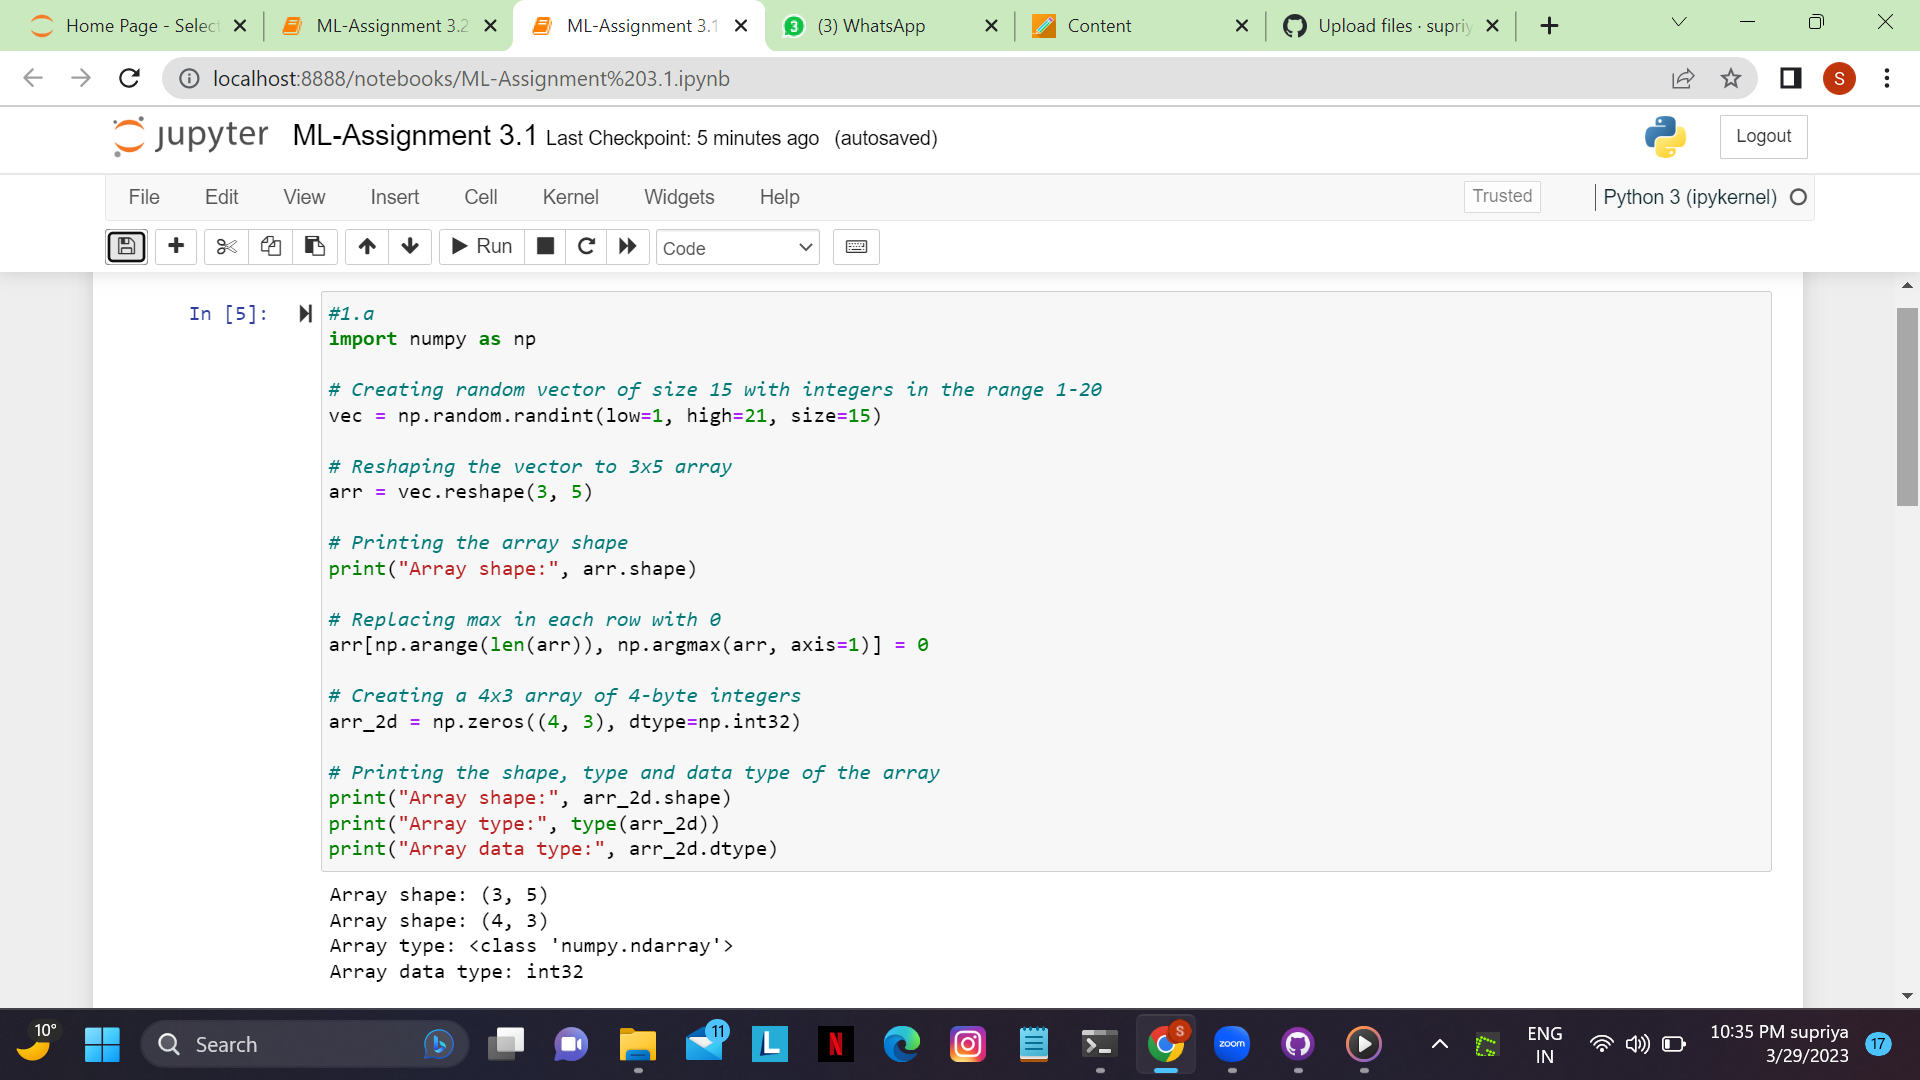 Home Page - Select
ML-Assignment 3.2
ML-Assignment 3.1
(3) WhatsApp
Content
Upload files · supriy
localhost:8888/notebooks/ML-Assignment%203.1.ipynb
S
jupyter ML-Assignment 3.1 Last Checkpoint: 5 minutes ago (autosaved)
Logout
File Edit View Insert Cell Kernel Widgets Help
Trusted
Python 3 (ipykernel)
Run
Code
In [5]:
#1.a
import numpy as np
# Creating random vector of size 15 with integers in the range 1-20
vec = np.random.randint(low=1, high=21, size=15)
# Reshaping the vector to 3x5 array
arr = vec.reshape(3, 5)
# Printing the array shape
print("Array shape:", arr.shape)
# Replacing max in each row with 0
arr[np.arange(len(arr)), np.argmax(arr, axis=1)] = 0
# Creating a 4x3 array of 4-byte integers
arr_2d = np.zeros((4, 3), dtype=np.int32)
# Printing the shape, type and data type of the array
print("Array shape:", arr_2d.shape)
print("Array type:", type(arr_2d))
print("Array data type:", arr_2d.dtype)
Array shape: (3, 5)
Array shape: (4, 3)
Array type: <class 'numpy.ndarray'>
Array data type: int32
10°
Search
11
L
N
S
zoom
ENG
IN
10:35 PM supriya
3/29/2023
17